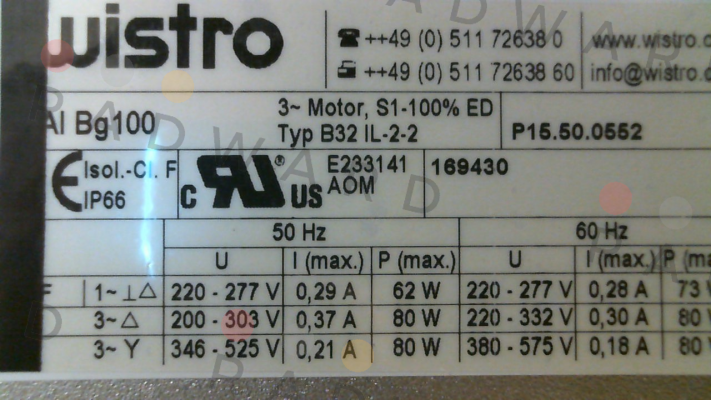 wistro
☎ ++49 (0) 511 72638 0
www.wistro.
++49 (0) 511 72638 60
info@wistro.
Al Bg100
3~ Motor, S1-100% ED
Typ B32 IL-2-2
P15.50.0552
CE Isol.-Cl. F
IP66
C RU® US
E233141
AOM
169430
50 Hz 60 Hz
U I (max.) P (max.) U I (max.) P (ma
1~ ⊥△ 220 - 277 V 0,29 A 62 W 220 - 277 V 0,28 A 73
3~ △ 200 - 303 V 0,37 A 80 W 220 - 332 V 0,30 A 80
3~ Y 346 - 525 V 0,21 A 80 W 380 - 575 V 0,18 A 80
RADWARD